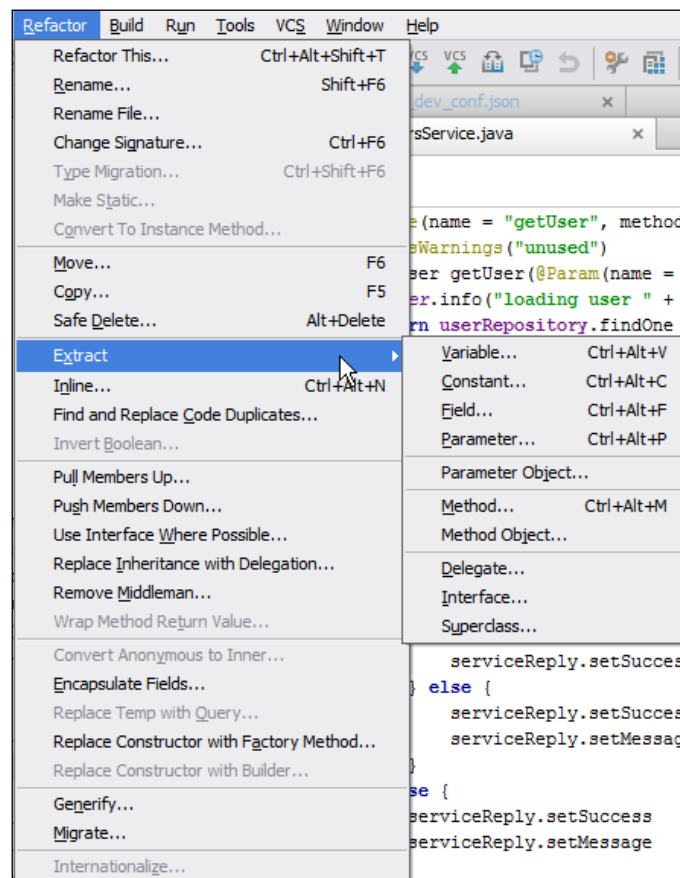 Refactor Build Run Tools VCS Window Help
Refactor This... Ctrl+Alt+Shift+T
VCS VCS
Rename... Shift+F6
Rename File...
_dev_conf.json
Change Signature... Ctrl+F6
rsService.java
Type Migration... Ctrl+Shift+F6
Make Static...
Convert To Instance Method...
e(name = "getUser", method
sWarnings("unused")
Move... F6
ser getUser(@Param(name =
Copy... F5
er.info("loading user " +
Safe Delete... Alt+Delete
rn userRepository.findOne
Extract
Variable... Ctrl+Alt+V
Inline... Ctrl+Alt+N
Constant... Ctrl+Alt+C
Find and Replace Code Duplicates...
Field... Ctrl+Alt+F
Invert Boolean...
Parameter... Ctrl+Alt+P
Pull Members Up...
Parameter Object...
Push Members Down...
Method... Ctrl+Alt+M
Use Interface Where Possible...
Method Object...
Replace Inheritance with Delegation...
Delegate...
Remove Middleman...
Interface...
Wrap Method Return Value...
Superclass...
Convert Anonymous to Inner...
serviceReply.setSucces
Encapsulate Fields...
} else {
Replace Temp with Query...
serviceReply.setSucces
Replace Constructor with Factory Method...
serviceReply.setMessag
Replace Constructor with Builder...
}
se {
Generify...
serviceReply.setSuccess
Migrate...
serviceReply.setMessage
Internationalize...